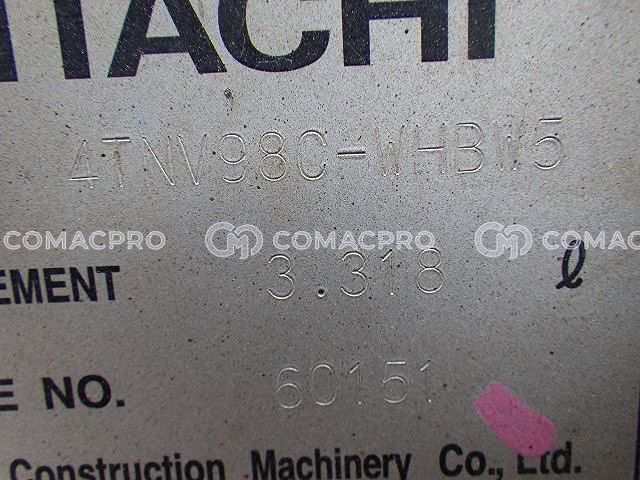 ITACHI
4TNV98C-WHBW5
COMACPRO COMACPRO COMAC
EMENT 3.318 ℓ
E NO. 60151
Construction Machinery Co., Ltd.